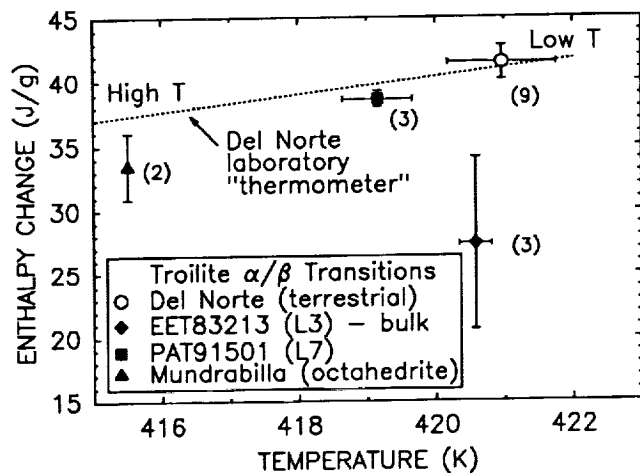 45
40
35
30
25
20
15
ENTHALPY CHANGE (J/g)
Low T
High T
(9)
(3)
Del Norte
laboratory
"thermometer"
(2)
(3)
Troilite α/β Transitions
Del Norte (terrestrial)
EET83213 (L3) – bulk
PAT91501 (L7)
Mundrabilla (octahedrite)
416 418 420 422
TEMPERATURE (K)